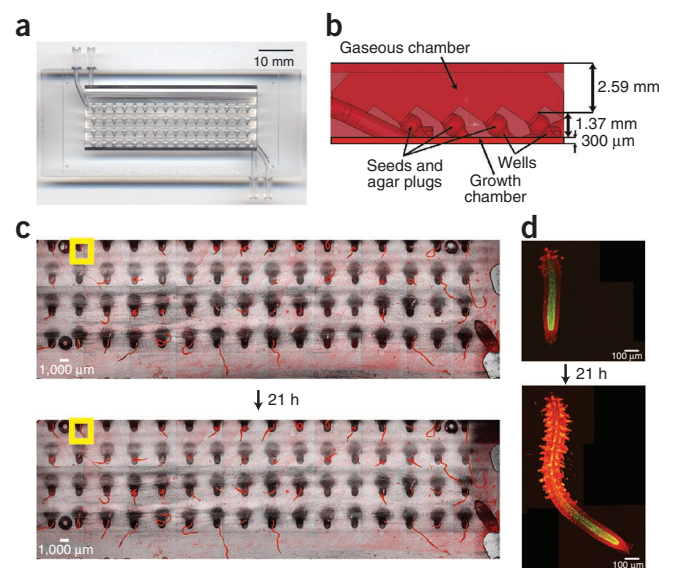 a
10 mm
b
Gaseous chamber
2.59 mm
1.37 mm
300 μm
Seeds and
agar plugs
Wells
Growth
chamber
c
1,000 μm
21 h
1,000 μm
d
100 μm
21 h
100 μm